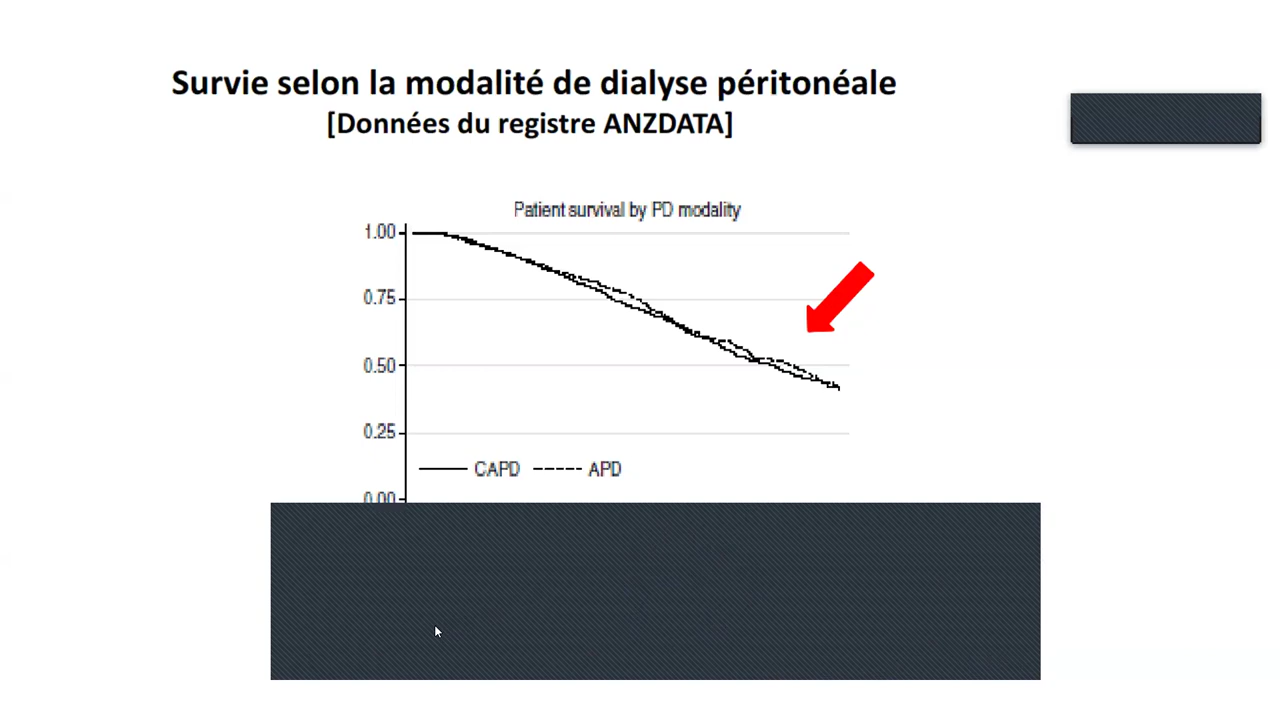 Survie selon la modalité de dialyse péritonéale
[Données du registre ANZDATA]
Patient survival by PD modality
1.00
0.75
0.50
0.25
CAPD APD
0.00